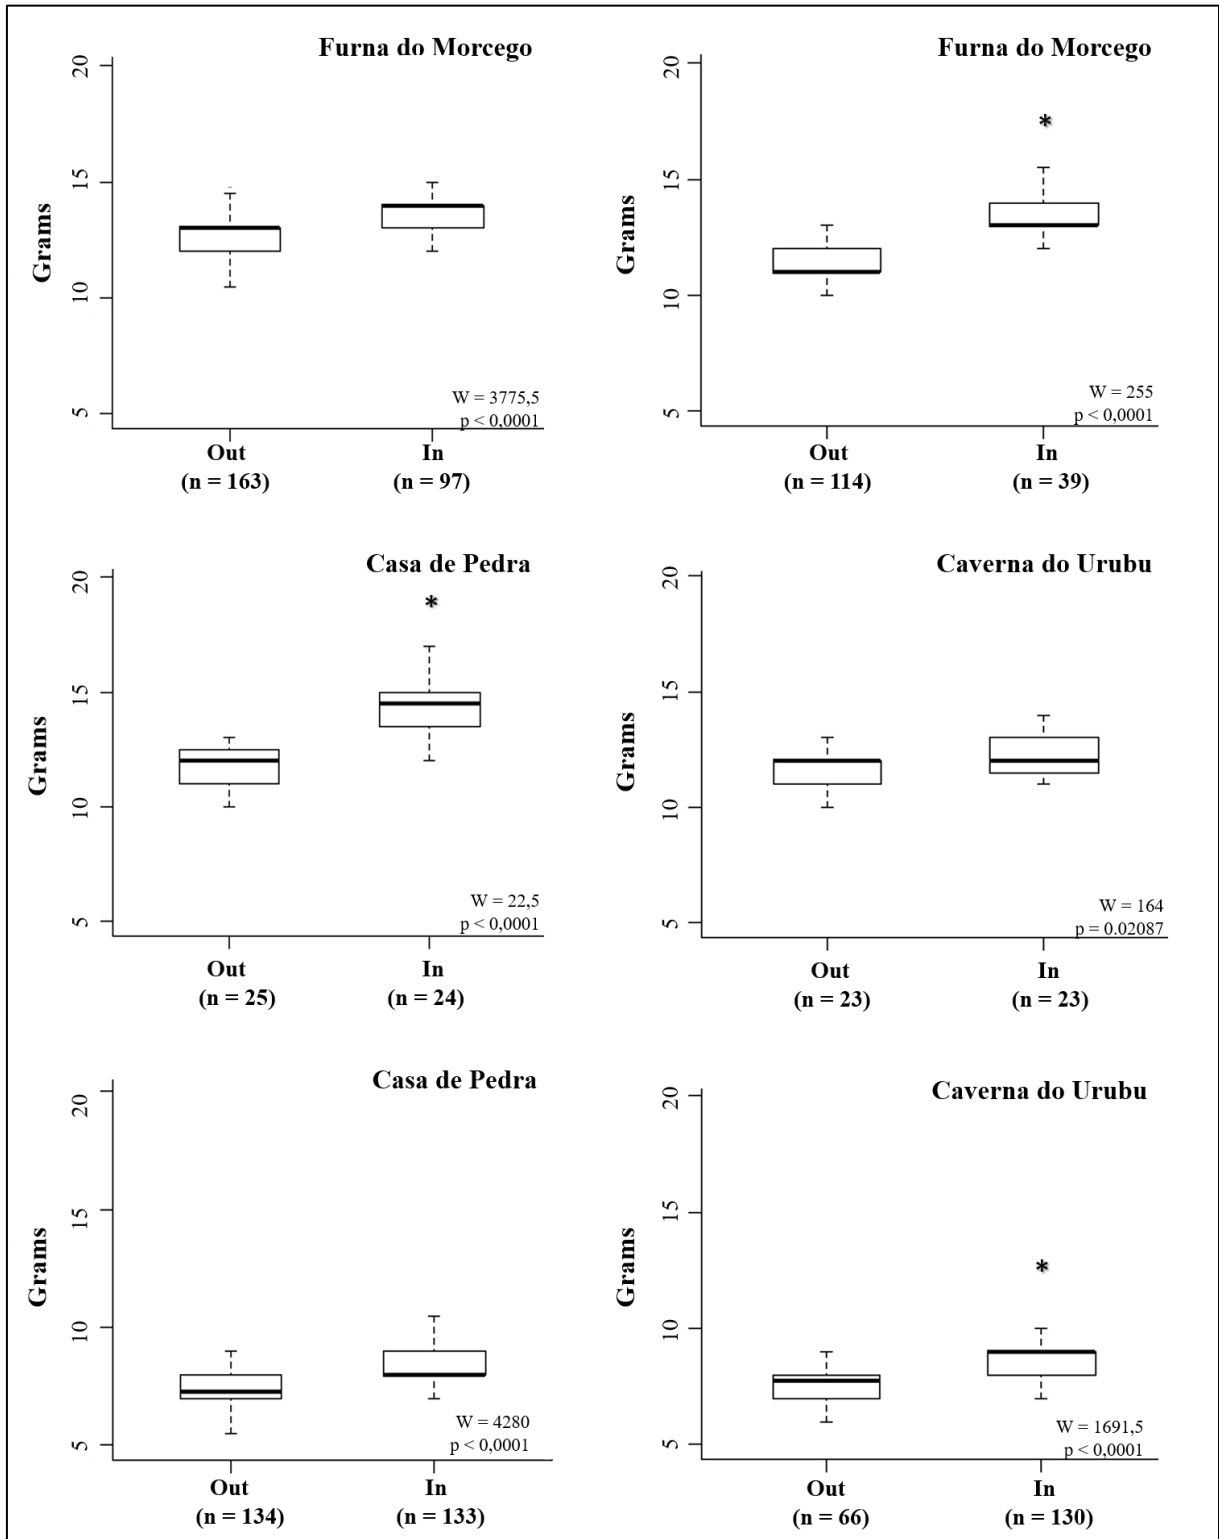 Furna do Morcego
20
15
10
5
Grams
W = 3775,5
p < 0,0001
Out
In
(n = 163)
(n = 97)
Furna do Morcego
20
15
10
5
Grams
*
W = 255
p < 0,0001
Out
In
(n = 114)
(n = 39)
Casa de Pedra
20
15
10
5
Grams
*
W = 22,5
p < 0,0001
Out
In
(n = 25)
(n = 24)
Caverna do Urubu
20
15
10
5
Grams
W = 164
p = 0.02087
Out
In
(n = 23)
(n = 23)
Casa de Pedra
20
15
10
5
Grams
W = 4280
p < 0,0001
Out
In
(n = 134)
(n = 133)
Caverna do Urubu
20
15
10
5
Grams
*
W = 1691,5
p < 0,0001
Out
In
(n = 66)
(n = 130)